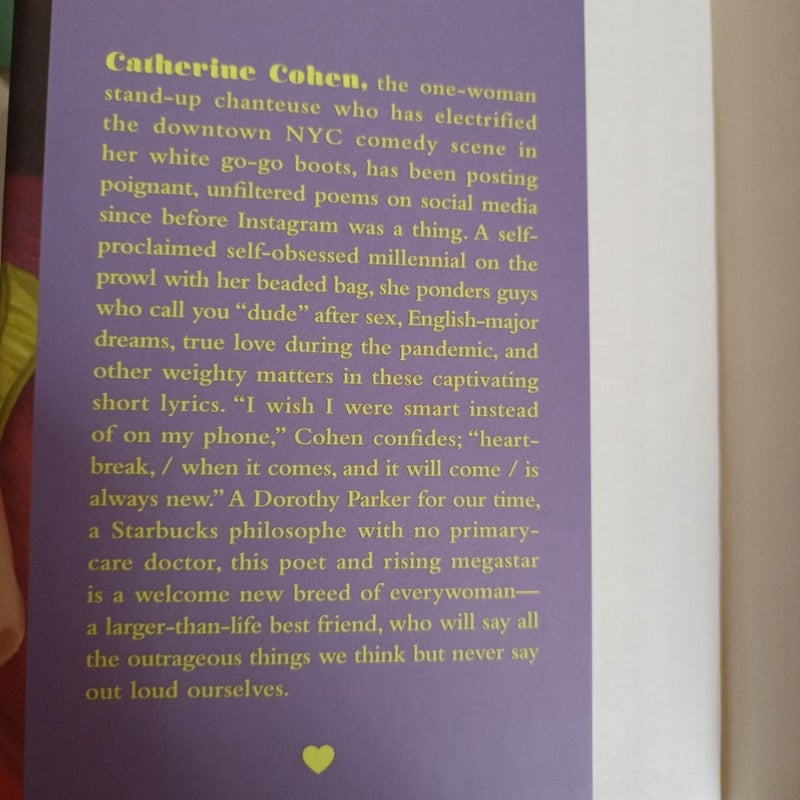 Catherine Cohen, the one-woman
stand-up chanteuse who has electrified
the downtown NYC comedy scene in
her white go-go boots, has been posting
poignant, unfiltered poems on social media
since before Instagram was a thing. A self-
proclaimed self-obsessed millennial on the
prowl with her beaded bag, she ponders guys
who call you “dude” after sex, English-major
dreams, true love during the pandemic, and
other weighty matters in these captivating
short lyrics. “I wish I were smart instead
of on my phone,” Cohen confides; “heart-
break, / when it comes, and it will come / is
always new.” A Dorothy Parker for our time,
a Starbucks philosophe with no primary-
care doctor, this poet and rising megastar
is a welcome new breed of everywoman—
a larger-than-life best friend, who will say all
the outrageous things we think but never say
out loud ourselves.